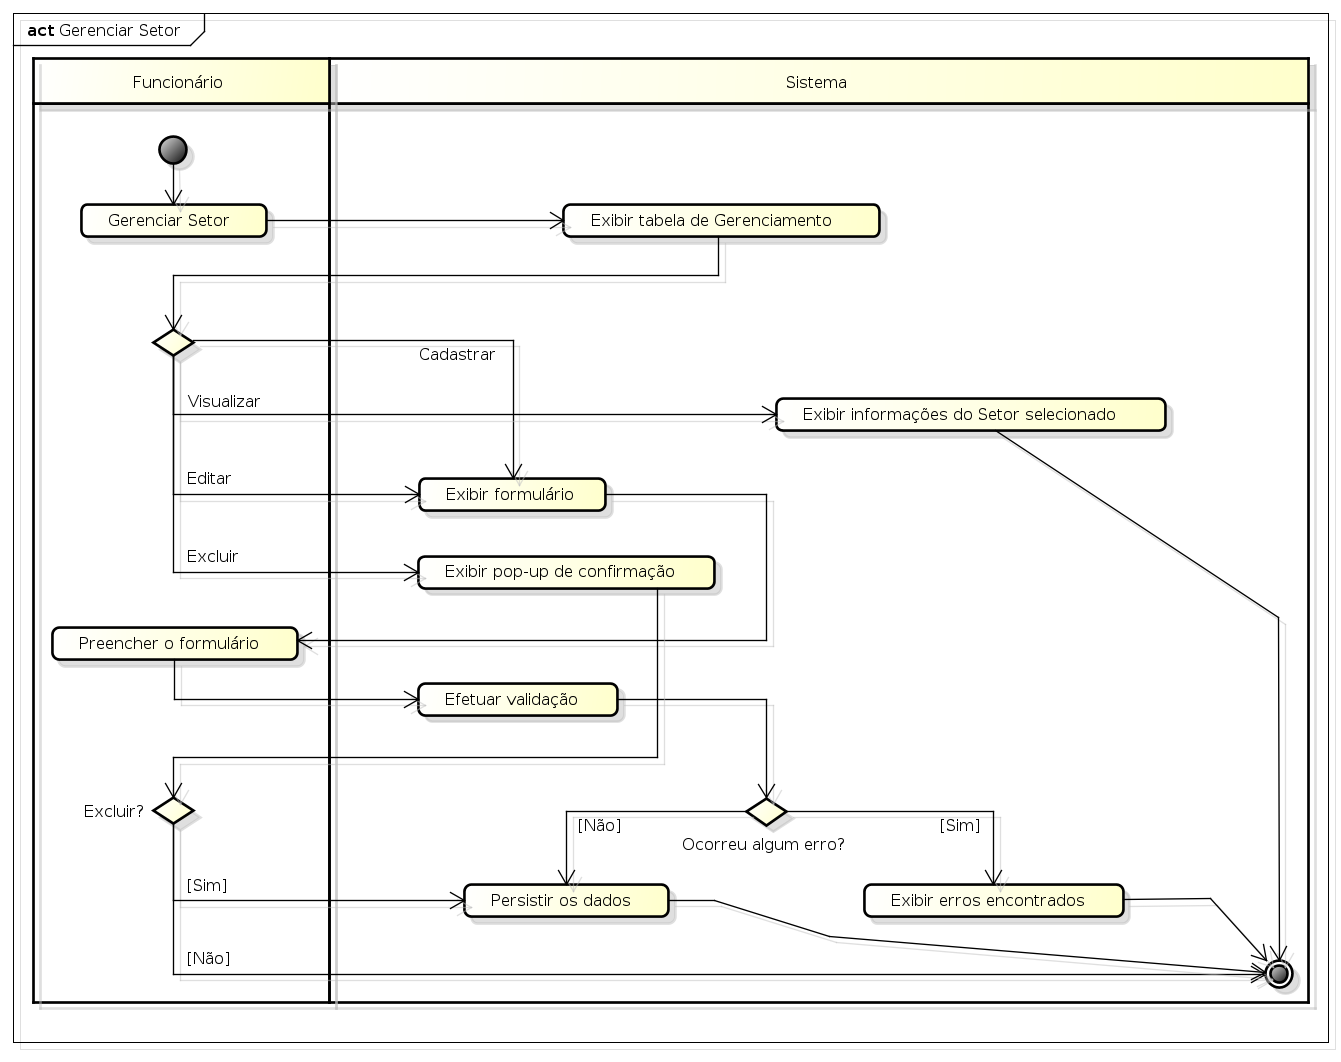 act Gerenciar Setor
Funcionário
Sistema
Gerenciar Setor
Exibir tabela de Gerenciamento
Cadastrar
Visualizar
Exibir informações do Setor selecionado
Editar
Exibir formulário
Excluir
Exibir pop-up de confirmação
Preencher o formulário
Efetuar validação
Excluir?
[Não]
[Sim]
Ocorreu algum erro?
[Sim]
Persistir os dados
Exibir erros encontrados
[Não]